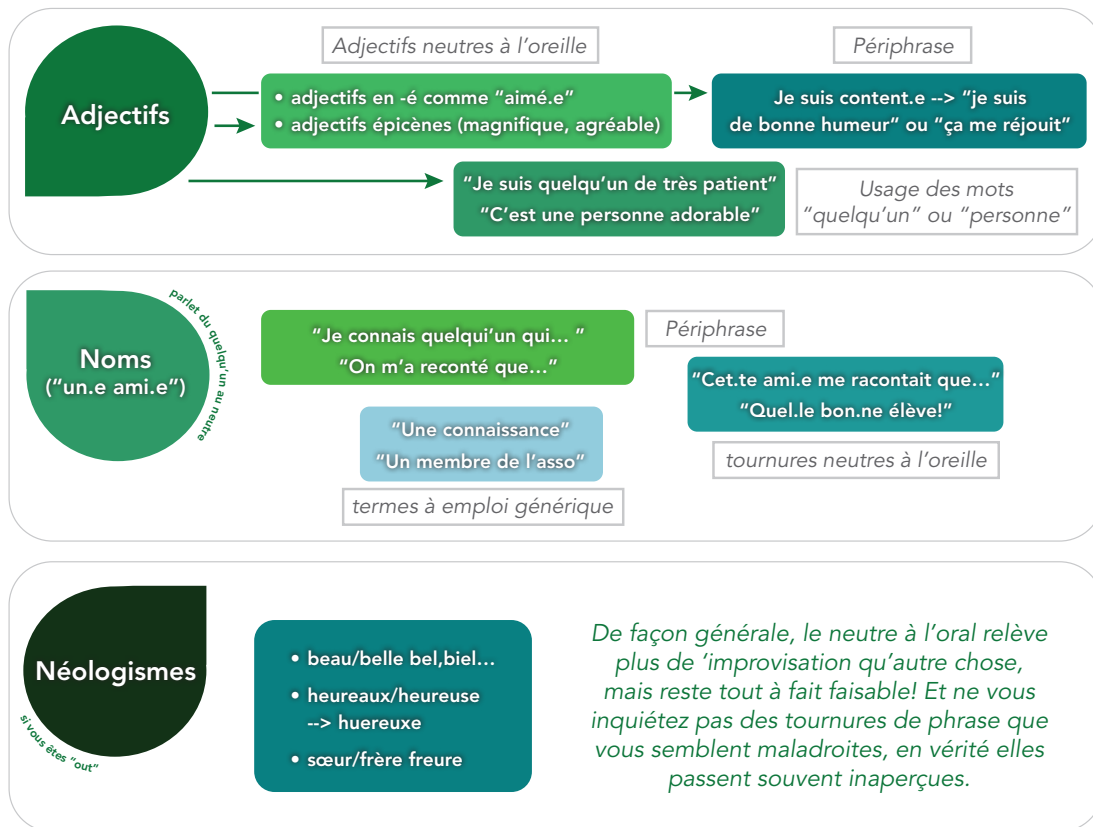 Adjectifs
Adjectifs neutres à l’oreille
• adjectifs en -é comme “aimé.e”
• adjectifs épicènes (magnifique, agréable)
Périphrase
Je suis content.e --> “je suis
de bonne humeur” ou “ça me réjouit”
“Je suis quelqu’un de très patient”
“C’est une personne adorable”
Usage des mots
“quelqu’un” ou “personne”
Noms
(“un.e ami.e”)
parlet du quelqu’un au neutre
“Je connais quelqui’un qui… ”
“On m’a reconté que…”
Périphrase
“Cet.te ami.e me racontait que…”
“Quel.le bon.ne élève!”
tournures neutres à l’oreille
“Une connaissance”
“Un membre de l’asso”
termes à emploi générique
Néologismes
si vous êtes “out”
• beau/belle bel,biel…
• heureaux/heureuse
--> huereuxe
• sœur/frère freure
De façon générale, le neutre à l’oral relève
plus de ‘improvisation qu’autre chose,
mais reste tout à fait faisable! Et ne vous
inquiétez pas des tournures de phrase que
vous semblent maladroites, en vérité elles
passent souvent inaperçues.